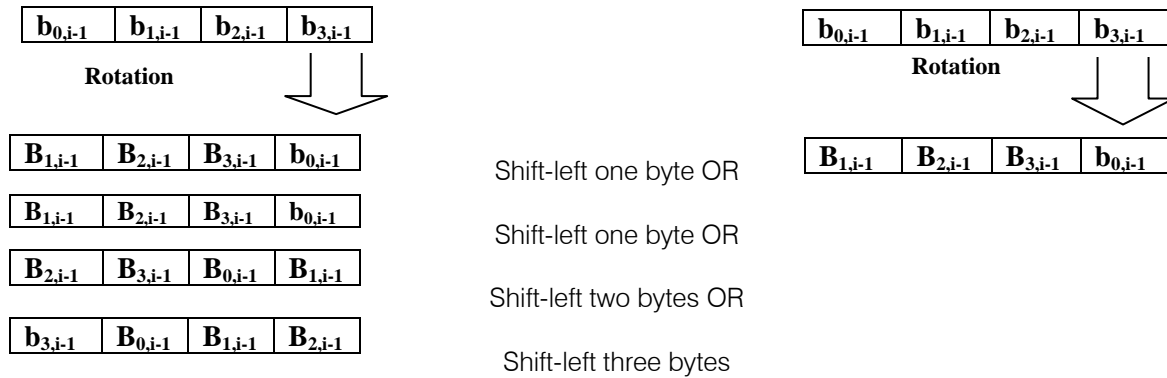 b0,i-1 b1,i-1 b2,i-1 b3,i-1
Rotation
B1,i-1 B2,i-1 B3,i-1 b0,i-1
B1,i-1 B2,i-1 B3,i-1 b0,i-1
B2,i-1 B3,i-1 B0,i-1 B1,i-1
b3,i-1 B0,i-1 B1,i-1 B2,i-1
Shift-left one byte OR
Shift-left one byte OR
Shift-left two bytes OR
Shift-left three bytes
b0,i-1 b1,i-1 b2,i-1 b3,i-1
Rotation
B1,i-1 B2,i-1 B3,i-1 b0,i-1